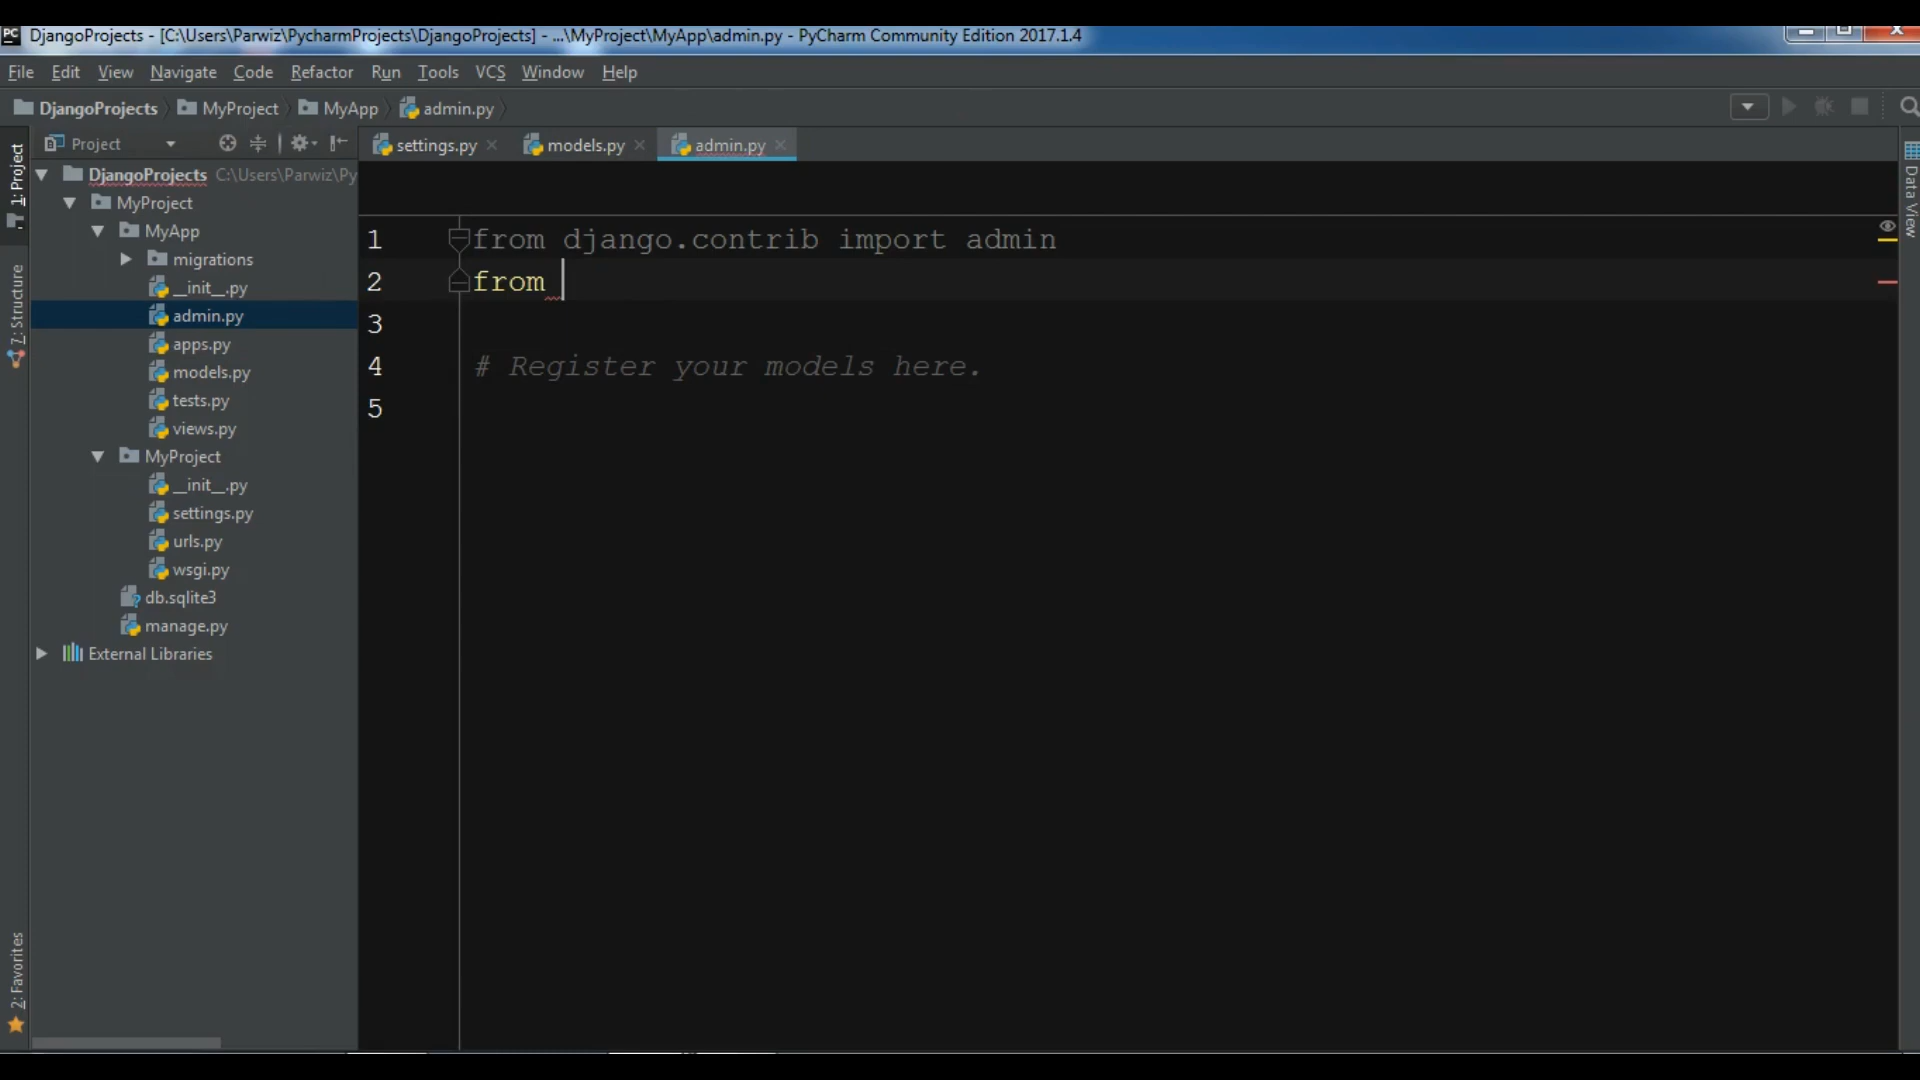 PC DjangoProjects - [C:\Users\Parwiz\PycharmProjects\DjangoProjects] - ...\MyProject\MyApp\admin.py - PyCharm Community Edition 2017.1.4
File Edit View Navigate Code Refactor Run Tools VCS Window Help
DjangoProjects MyProject MyApp admin.py
Project settings.py models.py admin.py
1: Project
7: Structure
2: Favorites
DjangoProjects C:\Users\Parwiz\Py
MyProject
MyApp
migrations
__init__.py
admin.py
apps.py
models.py
tests.py
views.py
MyProject
__init__.py
settings.py
urls.py
wsgi.py
db.sqlite3
manage.py
External Libraries
1 from django.contrib import admin
2 from
3
4 # Register your models here.
5
Data View